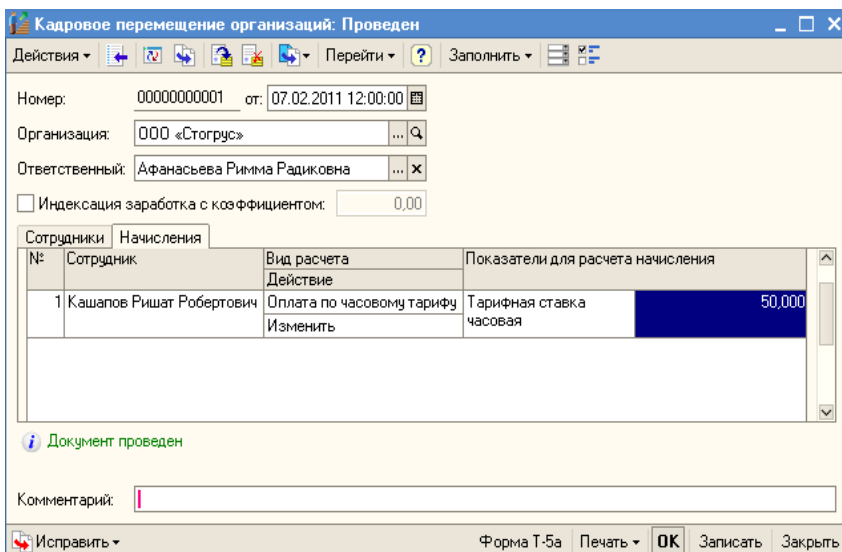 Кадровое перемещение организаций: Проведен
Действия Перейти ? Заполнить
Номер: 00000000001 от: 07.02.2011 12:00:00
Организация: ООО «Стогрус» ...
Ответственный: Афанасьева Римма Радиковна ... x
Индексация заработка с коэффициентом: 0,00
Сотрудники Начисления
№ Сотрудник Вид расчета Показатели для расчета начисления
Действие
1 Кашапов Ришат Робертович Оплата по часовому тарифу Тарифная ставка часовая 50,000
Изменить
i Документ проведен
Комментарий:
Исправить Форма Т-5а Печать OK Записать Закрыть